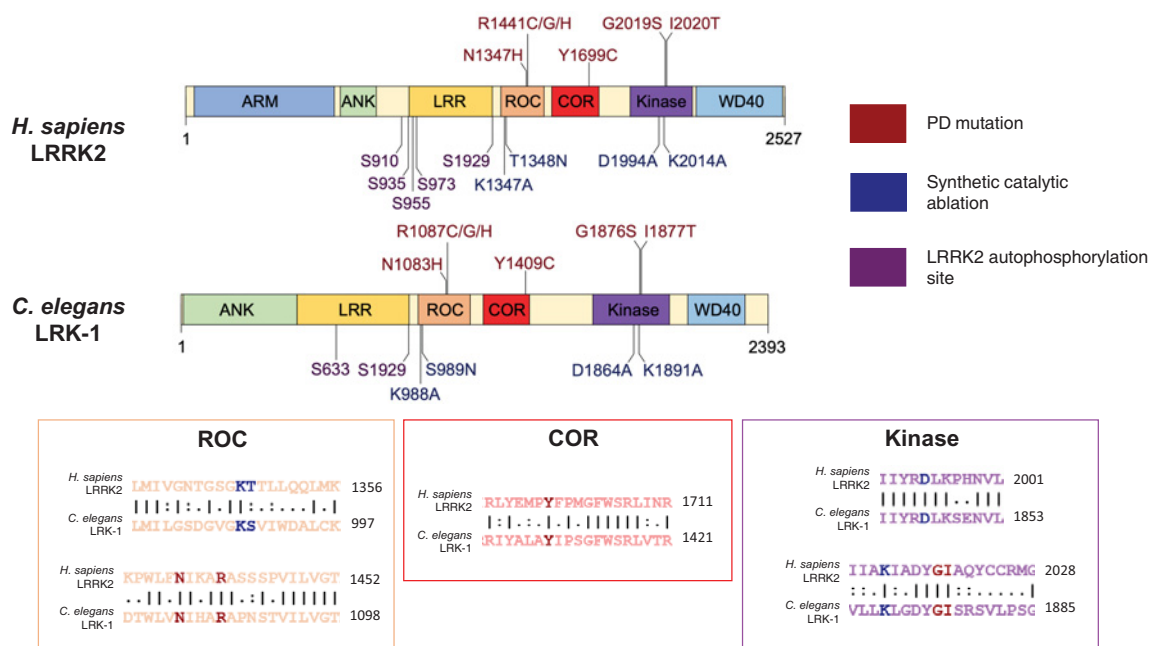 H. sapiens
LRRK2
R1441C/G/H
N1347H
Y1699C
G2019S I2020T
ARM
ANK
LRR
ROC
COR
Kinase
WD40
1
2527
S910
S935
S955
S973
S1929
T1348N
K1347A
D1994A
K2014A
C. elegans
LRK-1
R1087C/G/H
N1083H
Y1409C
G1876S I1877T
ANK
LRR
ROC
COR
Kinase
WD40
1
2393
S633
S1929
S989N
K988A
D1864A
K1891A
PD mutation
Synthetic catalytic
ablation
LRRK2 autophosphorylation
site
ROC
H. sapiens
LRRK2
LMIVGNTGSGKTTLLQQLMK 1356
C. elegans
LRK-1
LMILGSDGVGKSVIWDALCK 997
H. sapiens
LRRK2
KPWLFNIKARASSSPVILVGT 1452
C. elegans
LRK-1
DTWLVNIHARAPNSTVILVGT 1098
COR
H. sapiens
LRRK2
RLYEMPYFPMGFWSRLINR 1711
C. elegans
LRK-1
RIYALAYIPSGFWSRLVTR 1421
Kinase
H. sapiens
LRRK2
IIYRDLKPHNVL 2001
C. elegans
LRK-1
IIYRDLKSENVL 1853
H. sapiens
LRRK2
IIAKIADYGIAQYCCRMG 2028
C. elegans
LRK-1
VLLKLGDYGISRSVLPSG 1885